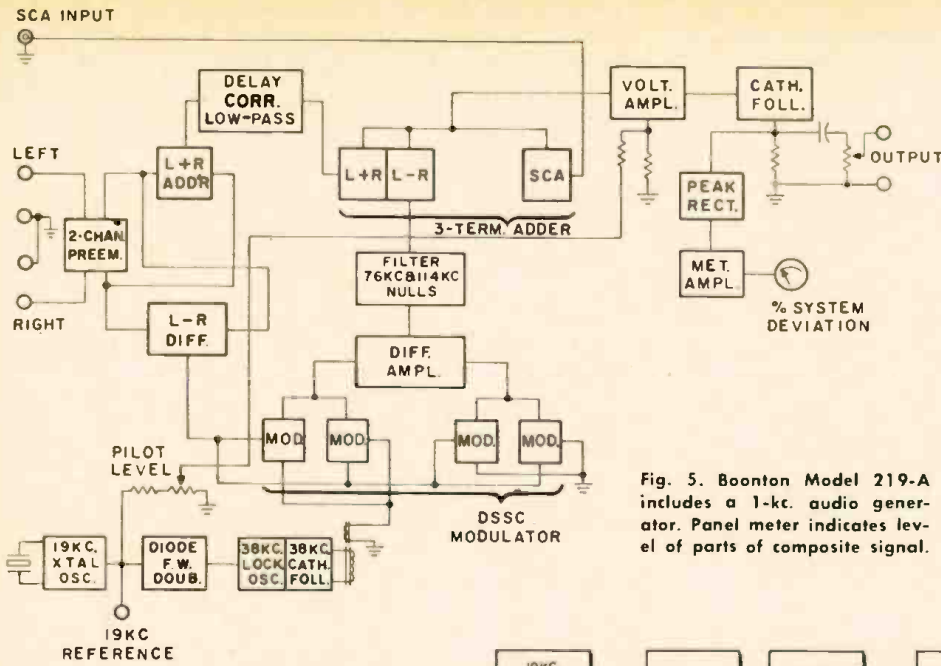 SCA INPUT
DELAY
CORR.
LOW-PASS
VOLT.
AMPL.
CATH.
FOLL.
LEFT
L+R
ADD'R
L+R
L-R
SCA
OUTPUT
2-CHAN.
PREEM.
3-TERM. ADDER
PEAK
RECT.
FILTER
76KC&114KC
NULLS
MET.
AMPL.
% SYSTEM
DEVIATION
RIGHT
L-R
DIFF.
DIFF.
AMPL.
MOD.
MOD.
MOD.
MOD.
PILOT
LEVEL
DSSC
MODULATOR
19KC.
XTAL
OSC.
DIODE
F.W.
DOUB.
38KC.
LOCK
OSC.
38KC.
CATH.
FOLL.
19KC
REFERENCE
Fig. 5. Boonton Model 219-A
includes a 1-kc. audio gener-
ator. Panel meter indicates lev-
el of parts of composite signal.
19KC